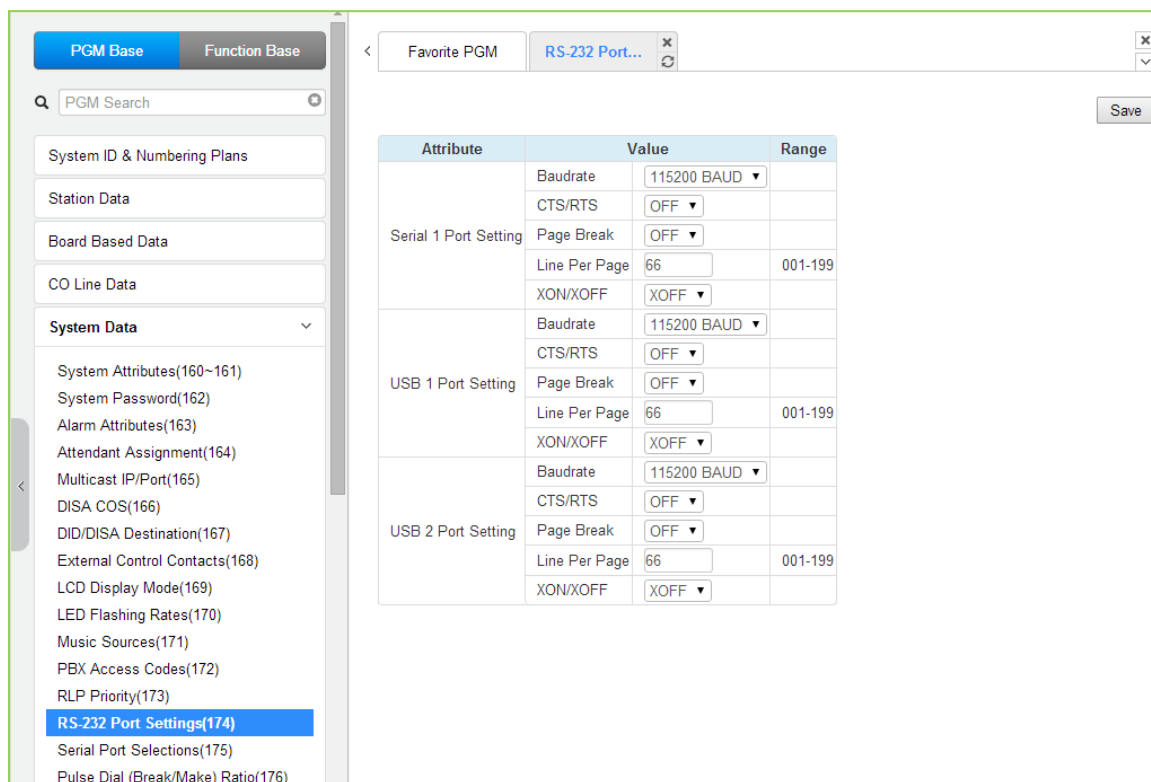 PGM Base Function Base
PGM Search
System ID & Numbering Plans
Station Data
Board Based Data
CO Line Data
System Data
System Attributes(160~161)
System Password(162)
Alarm Attributes(163)
Attendant Assignment(164)
Multicast IP/Port(165)
DISA COS(166)
DID/DISA Destination(167)
External Control Contacts(168)
LCD Display Mode(169)
LED Flashing Rates(170)
Music Sources(171)
PBX Access Codes(172)
RLP Priority(173)
RS-232 Port Settings(174)
Serial Port Selections(175)
Pulse Dial (Break/Make) Ratio(176)
Favorite PGM RS-232 Port...
Save
Attribute Value Range
Serial 1 Port Setting
Baudrate 115200 BAUD
CTS/RTS OFF
Page Break OFF
Line Per Page 66 001-199
XON/XOFF XOFF
USB 1 Port Setting
Baudrate 115200 BAUD
CTS/RTS OFF
Page Break OFF
Line Per Page 66 001-199
XON/XOFF XOFF
USB 2 Port Setting
Baudrate 115200 BAUD
CTS/RTS OFF
Page Break OFF
Line Per Page 66 001-199
XON/XOFF XOFF